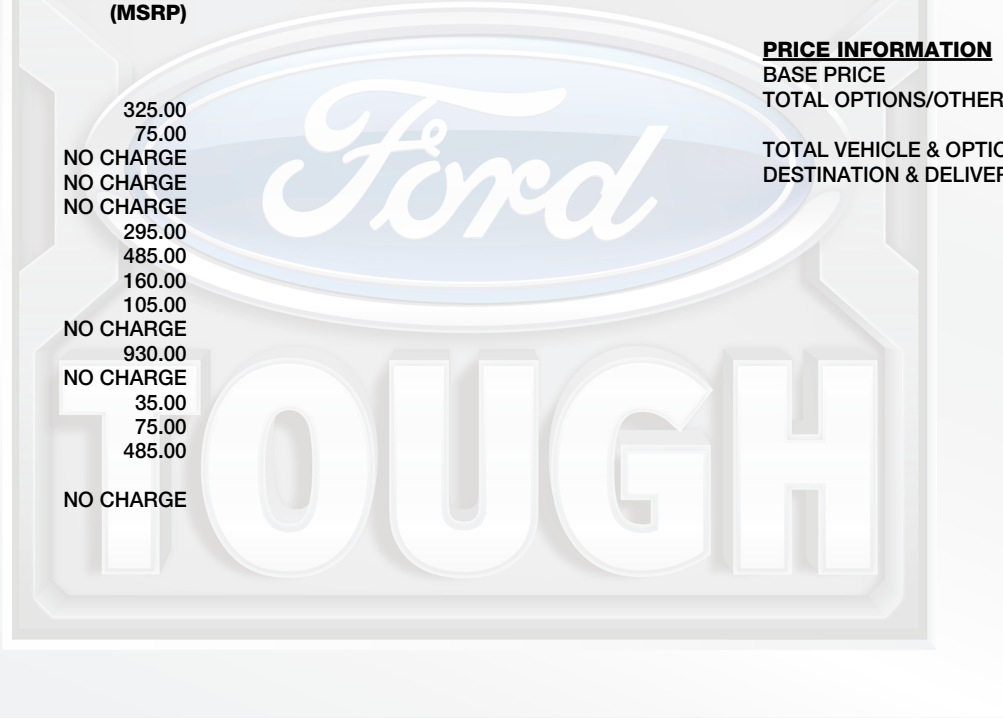 (MSRP)
325.00
75.00
NO CHARGE
NO CHARGE
NO CHARGE
295.00
485.00
160.00
105.00
NO CHARGE
930.00
NO CHARGE
35.00
75.00
485.00
NO CHARGE
PRICE INFORMATION
BASE PRICE
TOTAL OPTIONS/OTHER
TOTAL VEHICLE & OPTIO
DESTINATION & DELIVER
Ford
TOUGH